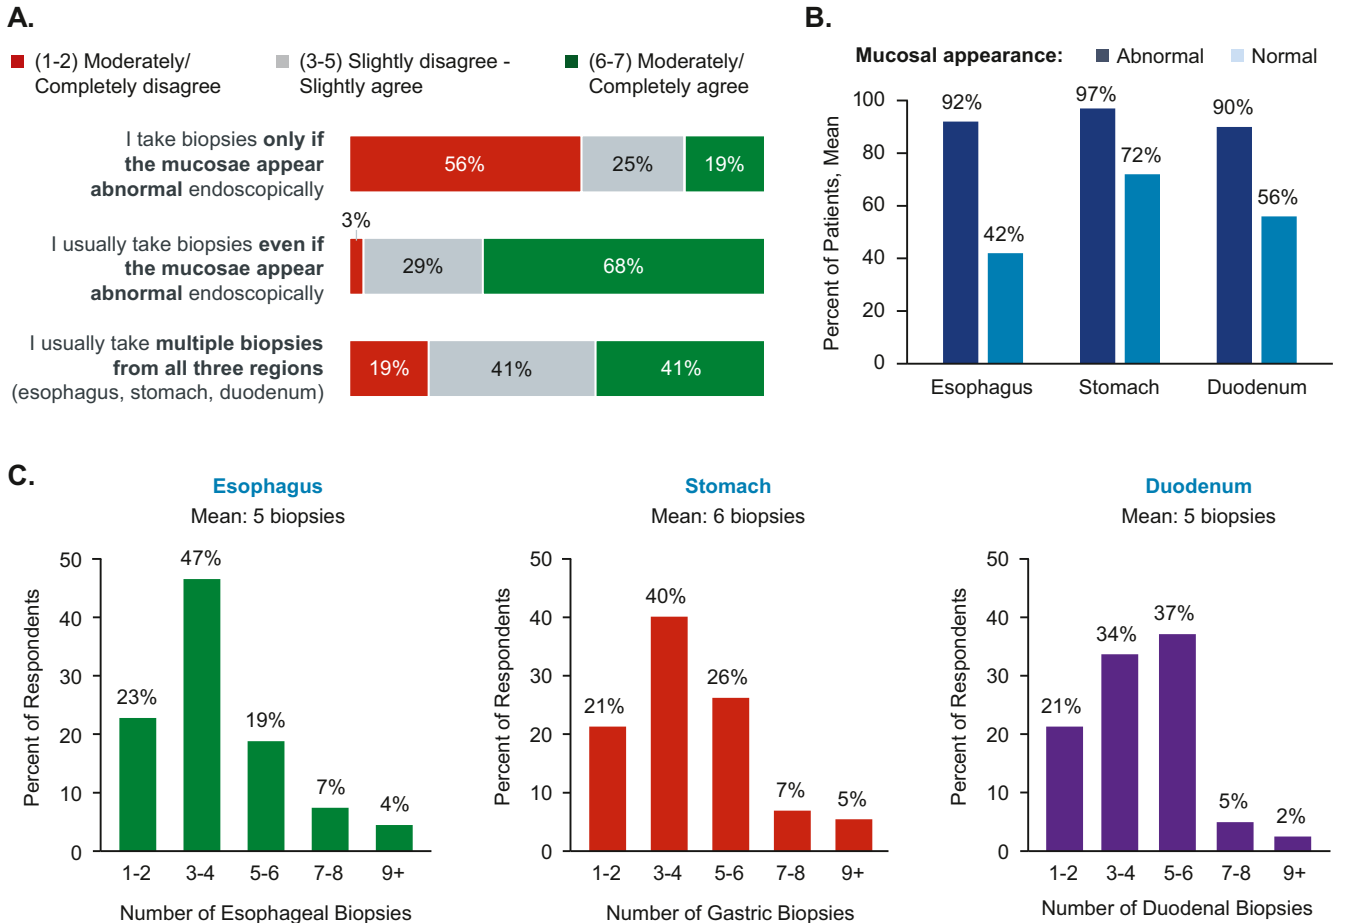 A.
(1-2) Moderately/
Completely disagree
(3-5) Slightly disagree -
Slightly agree
(6-7) Moderately/
Completely agree
I take biopsies only if
the mucosae appear
abnormal endoscopically
56%
25%
19%
3%
I usually take biopsies even if
the mucosae appear
abnormal endoscopically
29%
68%
I usually take multiple biopsies
from all three regions
(esophagus, stomach, duodenum)
19%
41%
41%
B.
Mucosal appearance:
Abnormal
Normal
Percent of Patients, Mean
100
80
60
40
20
0
92%
42%
97%
72%
90%
56%
Esophagus
Stomach
Duodenum
C.
Esophagus
Mean: 5 biopsies
Percent of Respondents
50
40
30
20
10
0
23%
47%
19%
7%
4%
1-2
3-4
5-6
7-8
9+
Number of Esophageal Biopsies
Stomach
Mean: 6 biopsies
Percent of Respondents
50
40
30
20
10
0
21%
40%
26%
7%
5%
1-2
3-4
5-6
7-8
9+
Number of Gastric Biopsies
Duodenum
Mean: 5 biopsies
Percent of Respondents
50
40
30
20
10
0
21%
34%
37%
5%
2%
1-2
3-4
5-6
7-8
9+
Number of Duodenal Biopsies